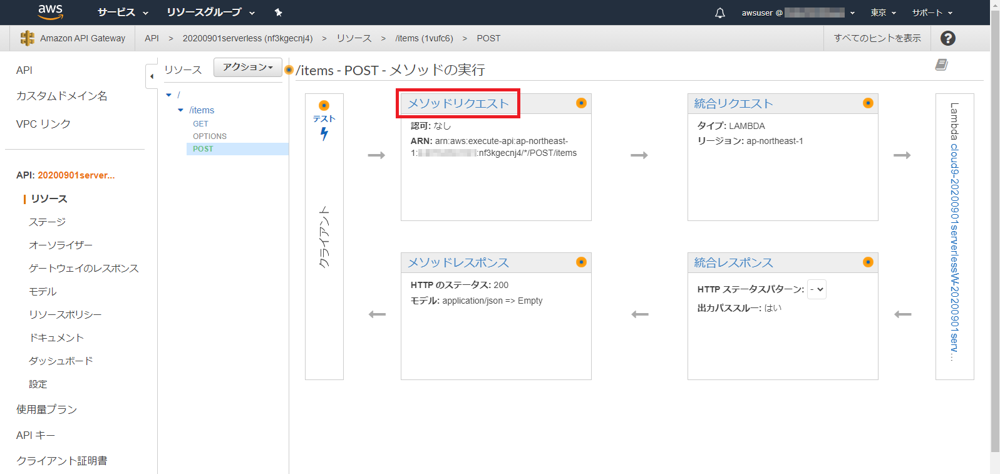 aws
サービス
リソースグループ
awsuser @
東京
サポート
Amazon API Gateway
API > 20200901serverless (nf3kgecnj4) > リソース > /items (1vufc6) > POST
すべてのヒントを表示
?
API
カスタムドメイン名
VPC リンク
API: 20200901server...
リソース
ステージ
オーソライザー
ゲートウェイのレスポンス
モデル
リソースポリシー
ドキュメント
ダッシュボード
設定
使用量プラン
API キー
クライアント証明書
リソース
アクション
/
/items
GET
OPTIONS
POST
/items - POST - メソッドの実行
テスト
クライアント
メソッドリクエスト
認可: なし
ARN: arn:aws:execute-api:ap-northeast-
1: :nf3kgecnj4/*/POST/items
統合リクエスト
タイプ: LAMBDA
リージョン: ap-northeast-1
メソッドレスポンス
HTTP のステータス: 200
モデル: application/json => Empty
統合レスポンス
HTTP ステータスパターン: -
出力パススルー: はい
Lambda cloud9-20200901serverlessW-20200901serv...